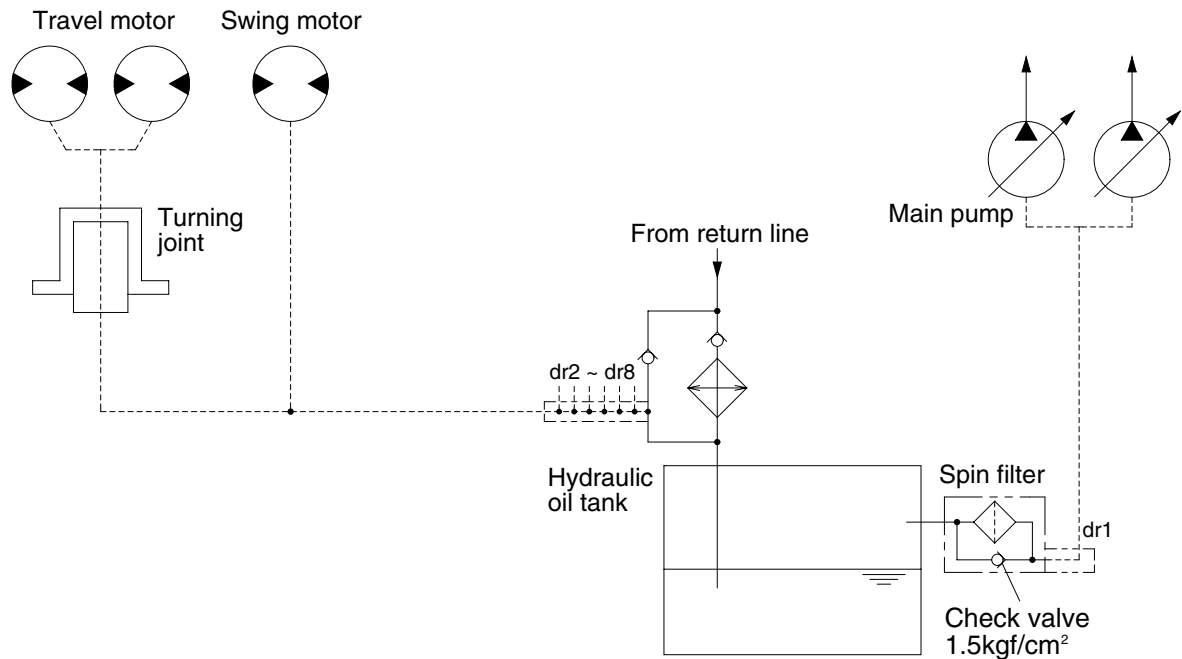 Travel motor
Swing motor
Turning
joint
Main pump
From return line
dr2 ~ dr8
Hydraulic
oil tank
Spin filter
dr1
Check valve
1.5kgf/cm²